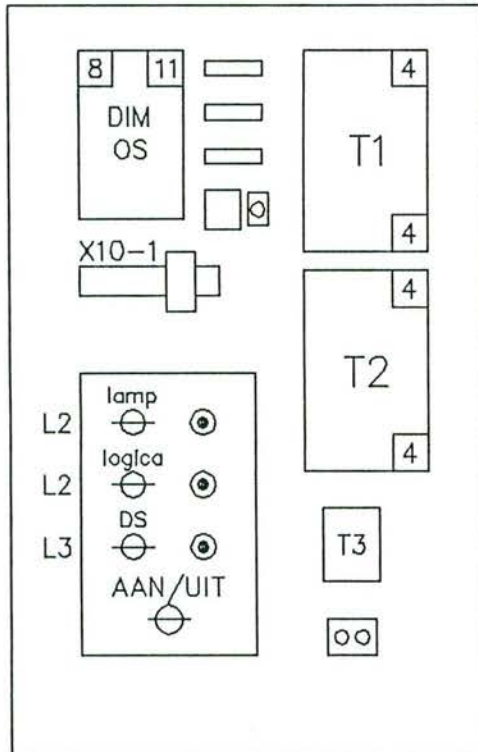 8 11
DIM
OS
4
T1
4
X10-1
4
T2
4
lamp
L2
logica
L2
DS
L3
AAN/UIT
T3